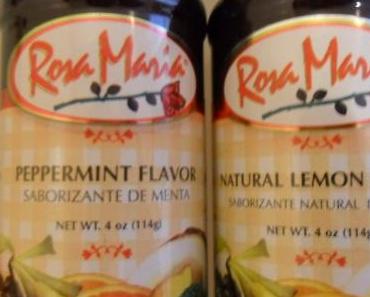 Rosa Maria
PEPPERMINT FLAVOR
SABORIZANTE DE MENTA
NET WT. 4 oz (114g)
Rosa Mar
NATURAL LEMON
SABORIZANTE NATURAL
NET WT. 4 oz (114g